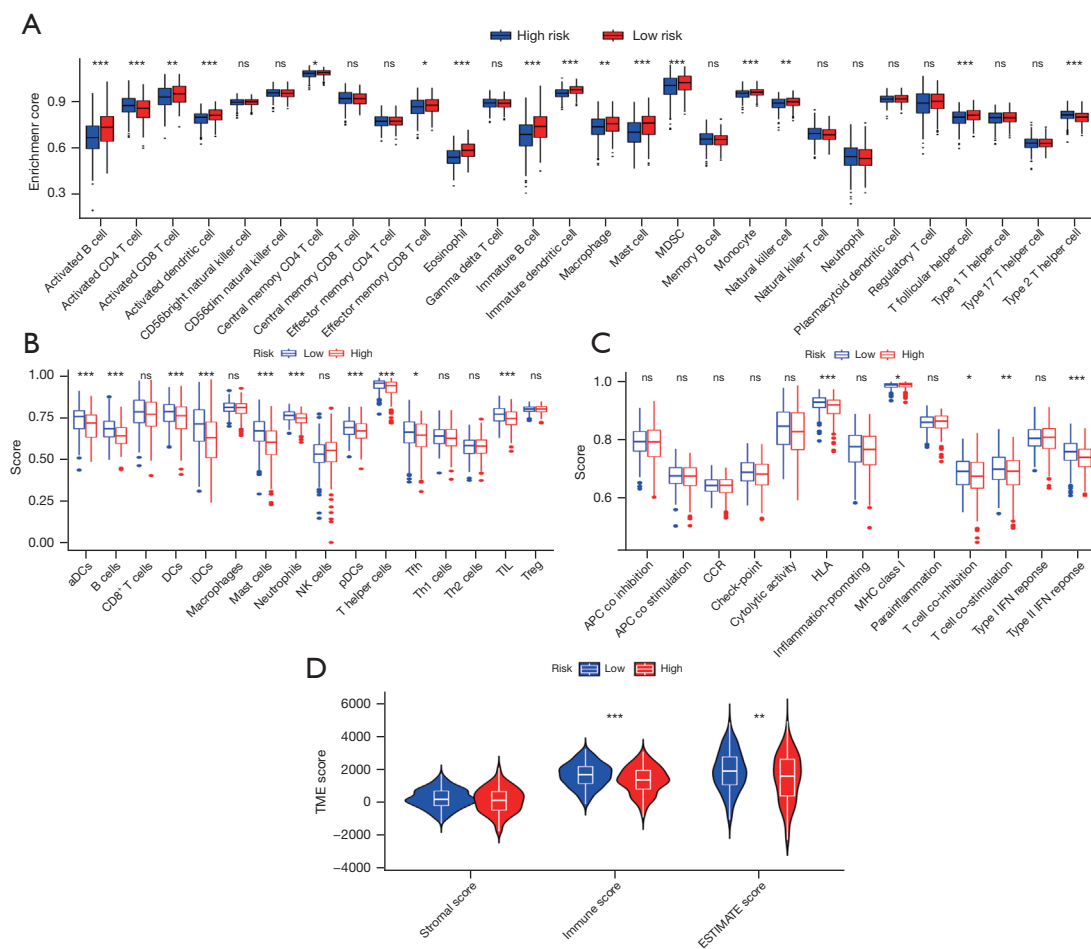 A
High risk Low risk
*** *** ** *** ns ns * ns ns * *** ns *** *** ** *** *** ns *** ** ns ns ns ns *** ns ns ***
Enrichenr core
0.9
0.6
0.3
Activated B cell
Activated CD4 T cell
Activated CD8 T cell
Activated dendritic cell
CD56bright natural killer cell
CD56dim natural killer cell
Central memory CD4 T cell
Central memory CD8 T cell
Effector memory CD4 T cell
Effector memory CD8 T cell
Eosinophil
Gamma delta T cell
Immature B cell
Immature dendritic cell
Macrophage
Mast cell
MDSC
Memory B cell
Monocyte
Natural killer cell
Natural killer T cell
Neutrophil
Plasmacytoid dendritic cell
Regulatory T cell
T follicular helper cell
Type 1 T helper cell
Type 17 T helper cell
Type 2 T helper cell
B
Risk Low High
*** *** ns *** *** ns *** *** ns *** *** * ns ns *** ns
Score
1.00
0.75
0.50
0.25
0.00
aDCs
B cells
CD8+ T cells
DCs
iDCs
Macrophages
Mast cells
Neutrophils
NK cells
pDCs
T helper cells
Tfh
Th1 cells
Th2 cells
TIL
Treg
C
Risk Low High
ns ns ns ns ns *** ns * ns * ** ns ***
Score
1.0
0.8
0.6
APC co inhibition
APC co stimulation
CCR
Check-point
Cytolytic activity
HLA
Inflammation-promoting
MHC class I
Parainflammation
T cell co-inhibition
T cell co-stimulation
Type I IFN reponse
Type II IFN reponse
D
Risk Low High
*** **
TME score
6000
4000
2000
0
−2000
−4000
Stromal score
Immune score
ESTIMATE score